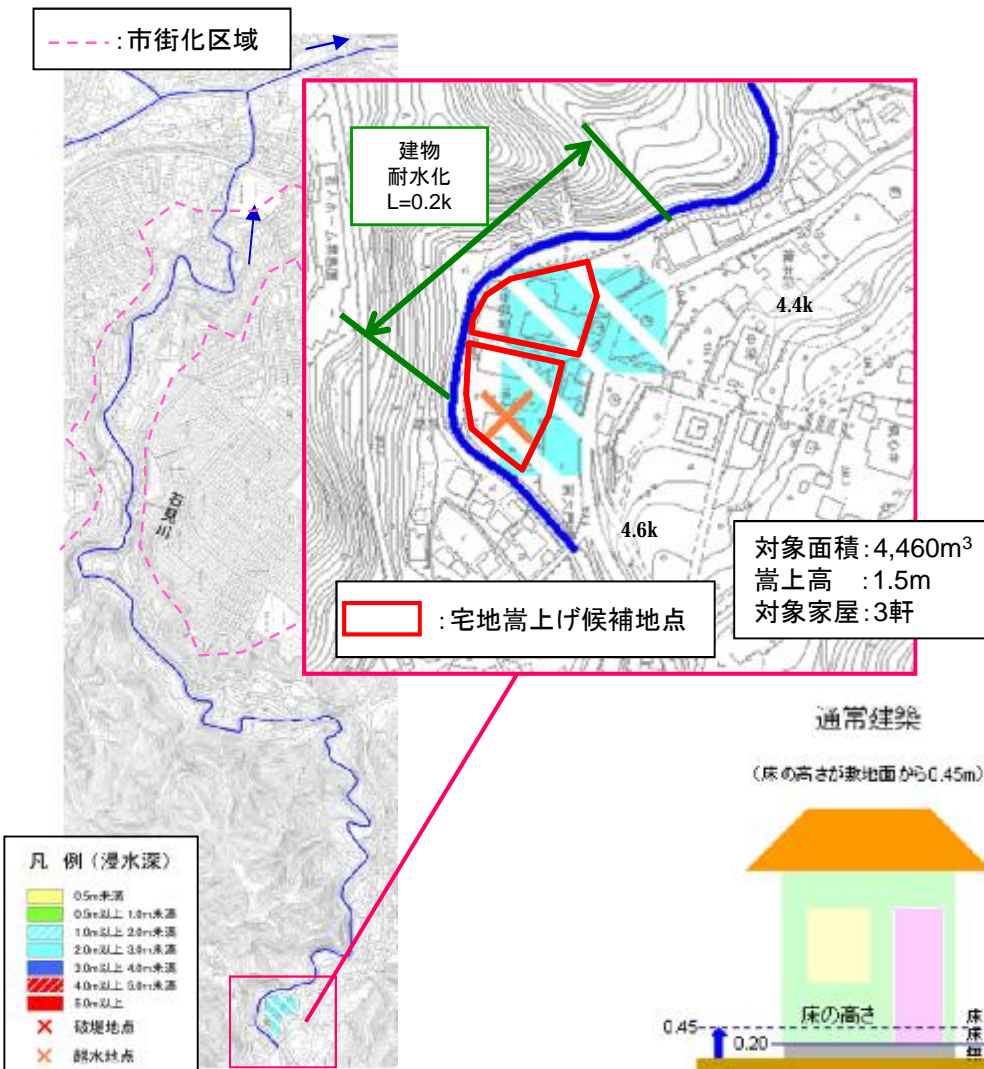 ：市街化区域
建物
耐水化
L=0.2k
4.4k
4.6k
石見川
：宅地嵩上げ候補地点
対象面積：4,460m³
嵩上高　：1.5m
対象家屋：3軒
通常建築
（床の高さが敷地面から0.45m）
床の高さ
0.45
0.20
床
床
無
凡 例（浸水深）
0.5m未満
0.5m以上 1.0m未満
1.0m以上 2.0m未満
2.0m以上 3.0m未満
3.0m以上 4.0m未満
4.0m以上 5.0m未満
5.0m以上
破堤地点
溢水地点